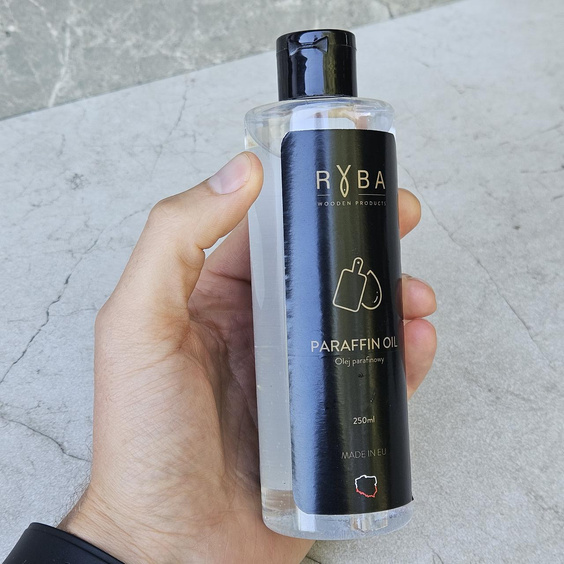 RYBA
WOODEN PRODUCTS
PARAFFIN OIL
Olej parafinowy
250ml
MADE IN EU